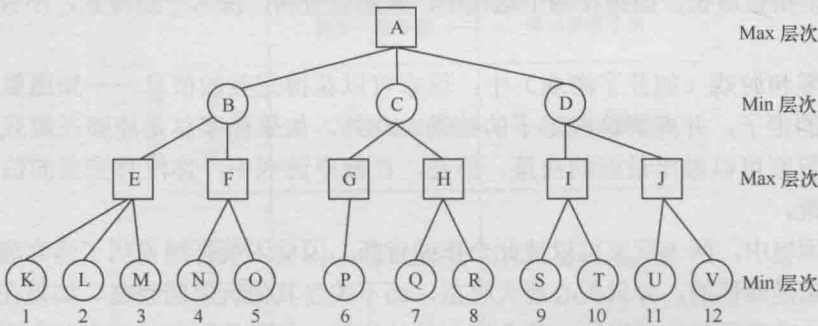 A
Max 层次
B
C
D
Min 层次
E
F
G
H
I
J
Max 层次
K
L
M
N
O
P
Q
R
S
T
U
V
Min 层次
1
2
3
4
5
6
7
8
9
10
11
12